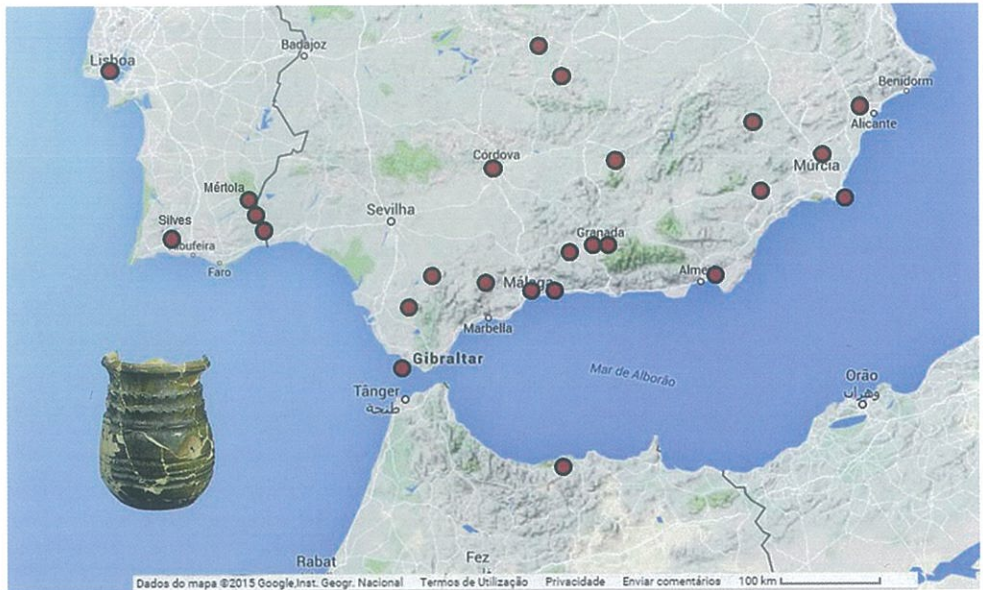 Lisboa
Badajoz
Benidorm
Alicante
Córdova
Múrcia
Mértola
Sevilha
Silves
Granada
Faro
Málaga
Marbella
Gibraltar
Mar de Alborão
Tânger
طنجة
Orão
وهران
Rabat
Fez
Dados do mapa ©2015 Google,Inst. Geogr. Nacional Termos de Utilização Privacidade Enviar comentários 100 km